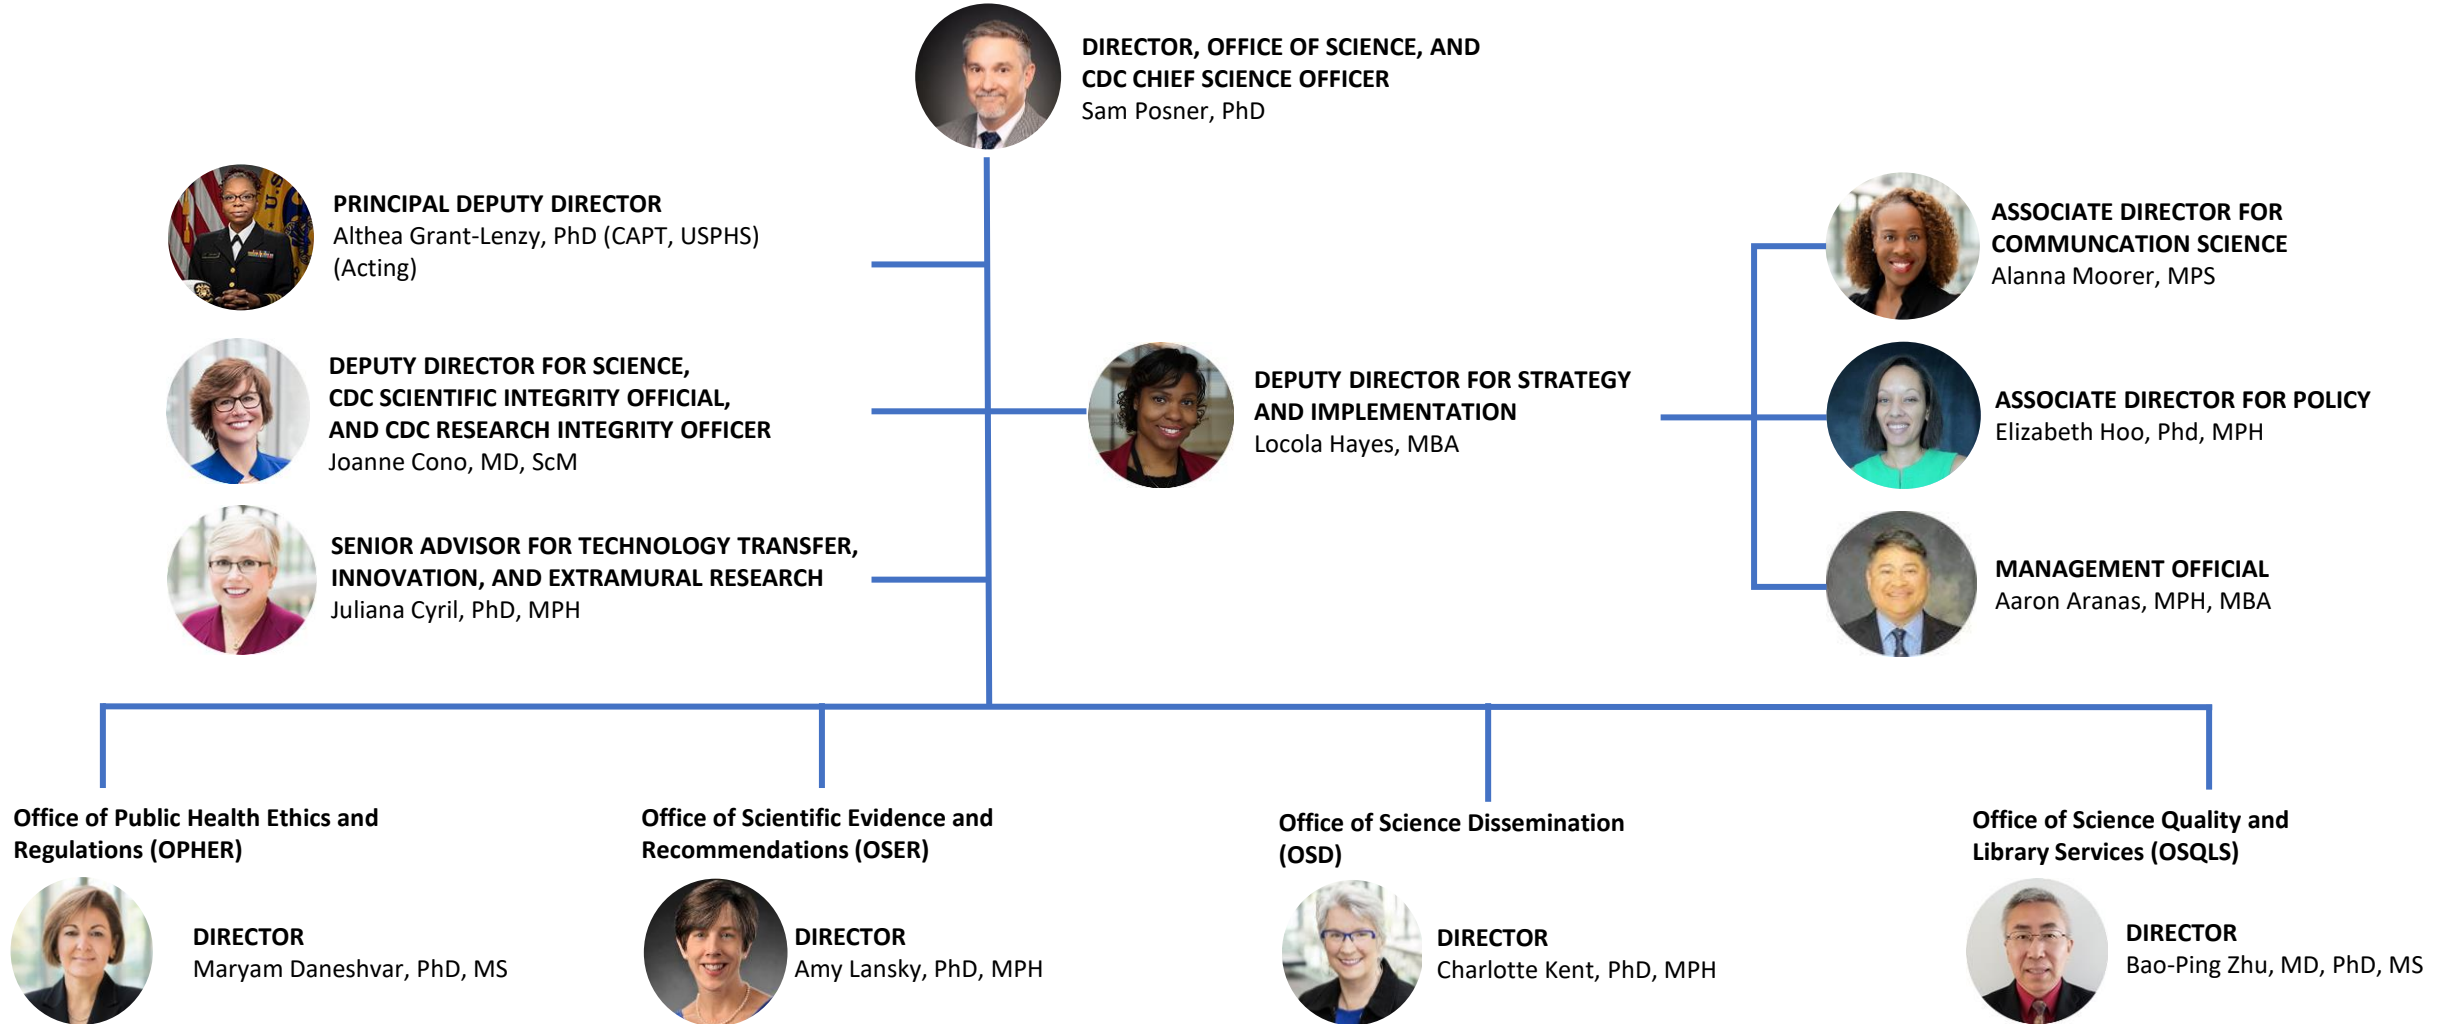 DIRECTOR, OFFICE OF SCIENCE, AND
CDC CHIEF SCIENCE OFFICER
Sam Posner, PhD
PRINCIPAL DEPUTY DIRECTOR
Althea Grant-Lenzy, PhD (CAPT, USPHS)
(Acting)
DEPUTY DIRECTOR FOR SCIENCE,
CDC SCIENTIFIC INTEGRITY OFFICIAL,
AND CDC RESEARCH INTEGRITY OFFICER
Joanne Cono, MD, ScM
SENIOR ADVISOR FOR TECHNOLOGY TRANSFER,
INNOVATION, AND EXTRAMURAL RESEARCH
Juliana Cyril, PhD, MPH
DEPUTY DIRECTOR FOR STRATEGY
AND IMPLEMENTATION
Locola Hayes, MBA
ASSOCIATE DIRECTOR FOR
COMMUNCATION SCIENCE
Alanna Moorer, MPS
ASSOCIATE DIRECTOR FOR POLICY
Elizabeth Hoo, Phd, MPH
MANAGEMENT OFFICIAL
Aaron Aranas, MPH, MBA
Office of Public Health Ethics and
Regulations (OPHER)
DIRECTOR
Maryam Daneshvar, PhD, MS
Office of Scientific Evidence and
Recommendations (OSER)
DIRECTOR
Amy Lansky, PhD, MPH
Office of Science Dissemination
(OSD)
DIRECTOR
Charlotte Kent, PhD, MPH
Office of Science Quality and
Library Services (OSQLS)
DIRECTOR
Bao-Ping Zhu, MD, PhD, MS